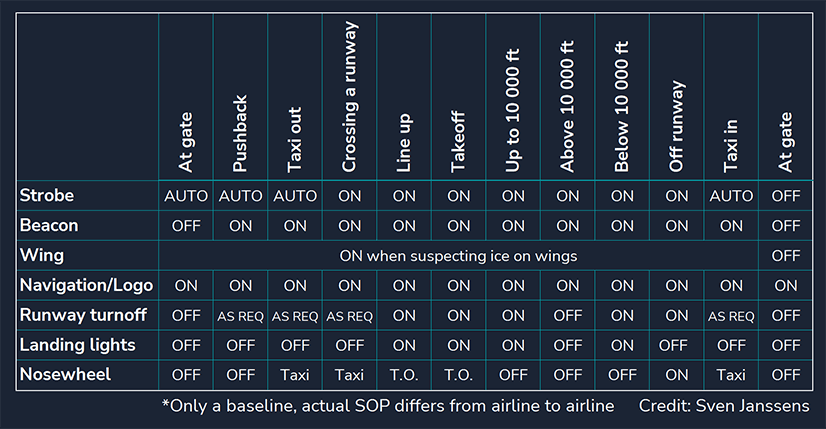 At gate Pushback Taxi out Crossing a runway Line up Takeoff Up to 10 000 ft Above 10 000 ft Below 10 000 ft Off runway Taxi in At gate
Strobe AUTO AUTO AUTO ON ON ON ON ON ON ON AUTO OFF
Beacon OFF ON ON ON ON ON ON ON ON ON ON OFF
Wing ON when suspecting ice on wings OFF
Navigation/Logo ON ON ON ON ON ON ON ON ON ON ON ON
Runway turnoff OFF AS REQ AS REQ AS REQ ON ON ON OFF ON ON AS REQ OFF
Landing lights OFF OFF OFF OFF ON ON ON OFF ON OFF OFF OFF
Nosewheel OFF OFF Taxi Taxi T.O. T.O. OFF OFF OFF ON Taxi OFF
*Only a baseline, actual SOP differs from airline to airline Credit: Sven Janssens